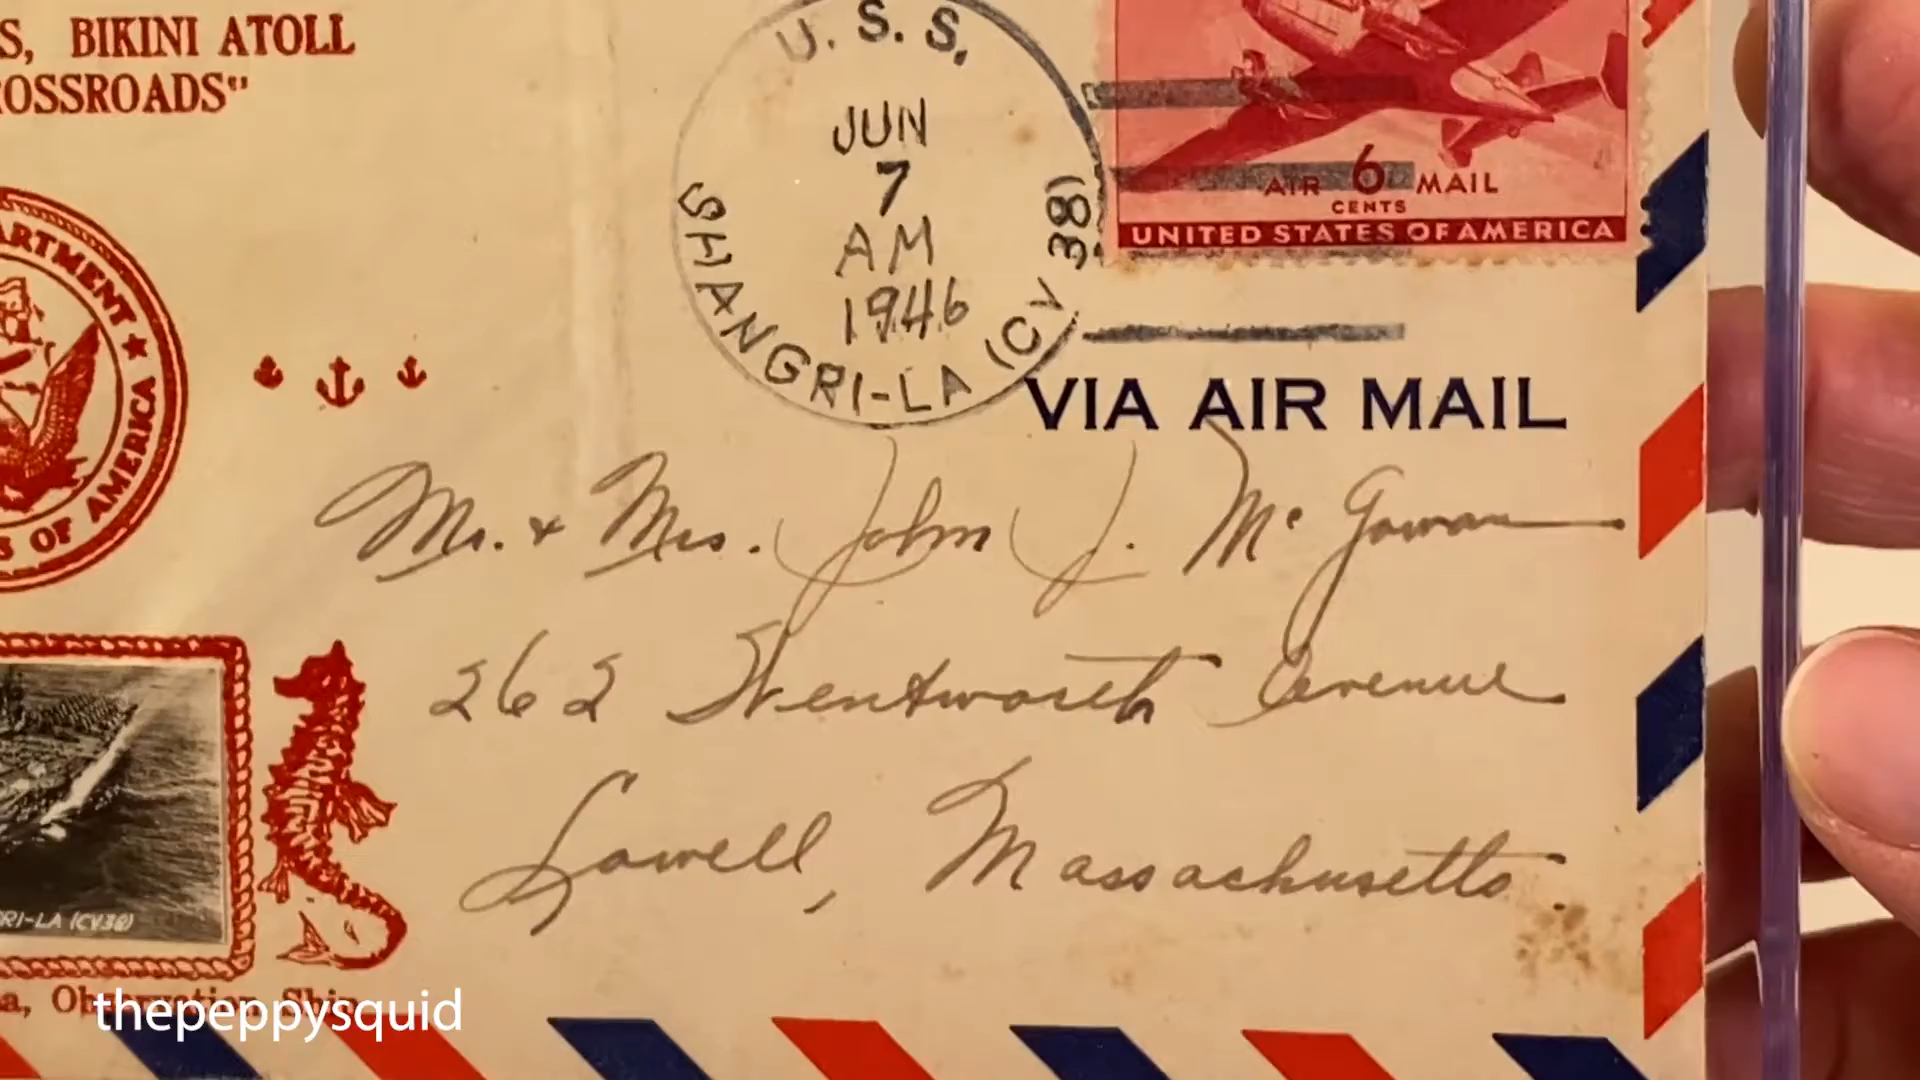 S, BIKINI ATOLL
ROSSROADS"
U. S. S.
SHANGRI-LA (CV 38)
JUN
7
AM
1946
AIR 6 MAIL
CENTS
UNITED STATES OF AMERICA
VIA AIR MAIL
ARTMENT ★
S OF AMERICA
Mr. & Mrs. John J. McGowan
262 Wentworth Avenue
Lowell, Massachusetts
RI-LA (CV38)
a, Observation Ship
thepeppysquid